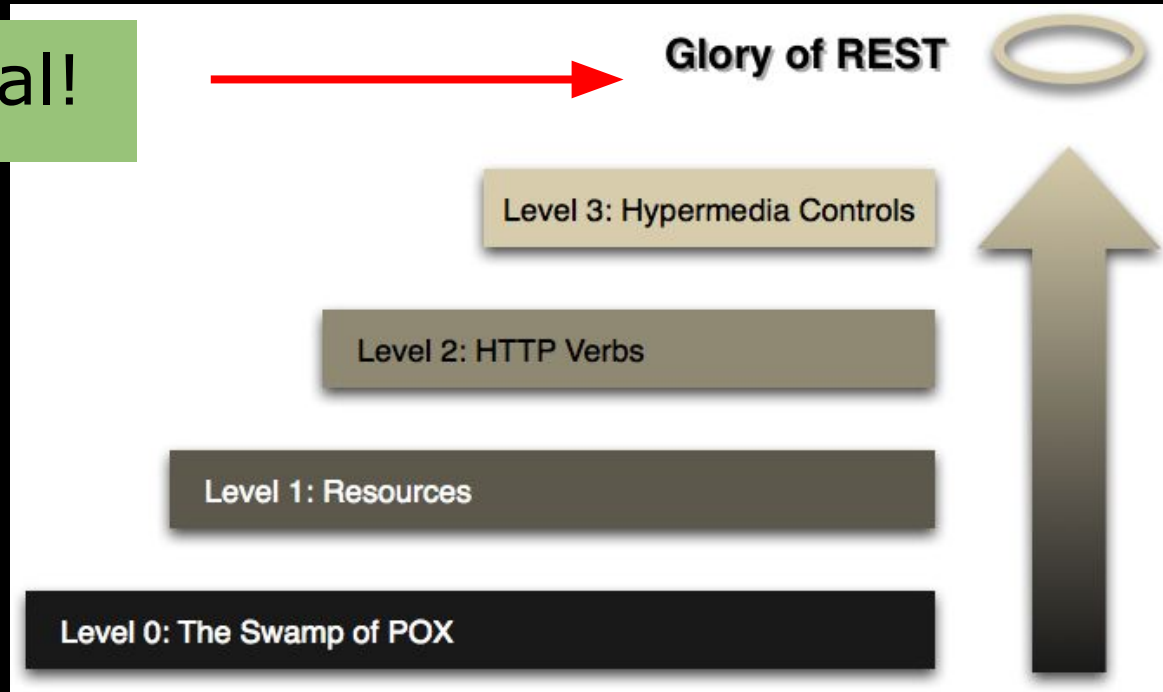 Glory of REST
Level 3: Hypermedia Controls
Level 2: HTTP Verbs
Level 1: Resources
Level 0: The Swamp of POX